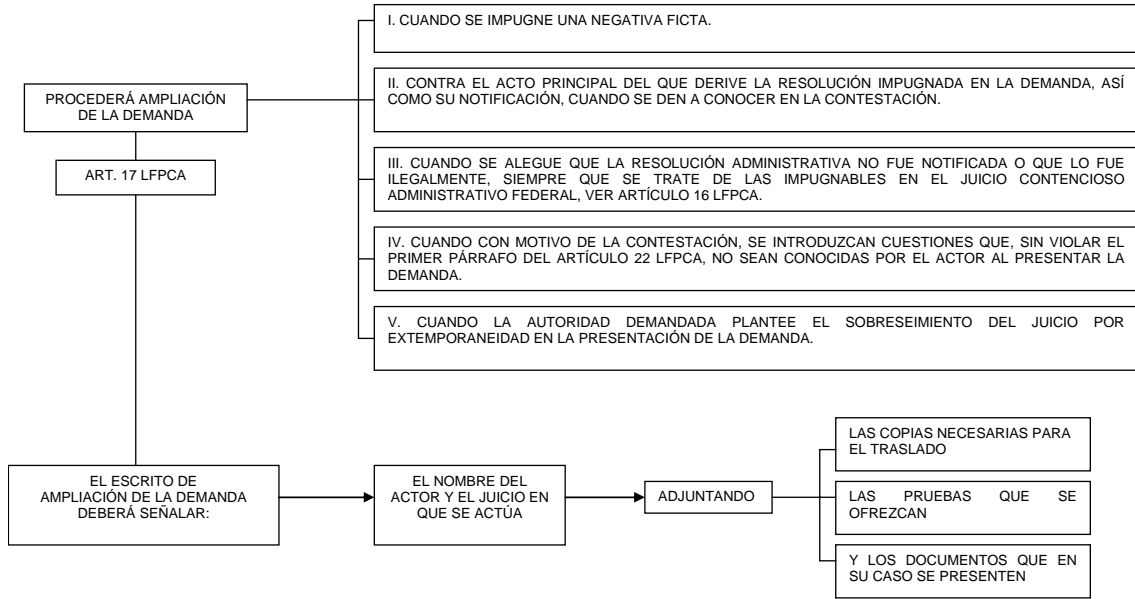 I. CUANDO SE IMPUGNE UNA NEGATIVA FICTA.
PROCEDERÁ AMPLIACIÓN
DE LA DEMANDA
II. CONTRA EL ACTO PRINCIPAL DEL QUE DERIVE LA RESOLUCIÓN IMPUGNADA EN LA DEMANDA, ASÍ
COMO SU NOTIFICACIÓN, CUANDO SE DEN A CONOCER EN LA CONTESTACIÓN.
ART. 17 LFPCA
III. CUANDO SE ALEGUE QUE LA RESOLUCIÓN ADMINISTRATIVA NO FUE NOTIFICADA O QUE LO FUE
ILEGALMENTE, SIEMPRE QUE SE TRATE DE LAS IMPUGNABLES EN EL JUICIO CONTENCIOSO
ADMINISTRATIVO FEDERAL, VER ARTÍCULO 16 LFPCA.
IV. CUANDO CON MOTIVO DE LA CONTESTACIÓN, SE INTRODUZCAN CUESTIONES QUE, SIN VIOLAR EL
PRIMER PÁRRAFO DEL ARTÍCULO 22 LFPCA, NO SEAN CONOCIDAS POR EL ACTOR AL PRESENTAR LA
DEMANDA.
V. CUANDO LA AUTORIDAD DEMANDADA PLANTEE EL SOBRESEIMIENTO DEL JUICIO POR
EXTEMPORANEIDAD EN LA PRESENTACIÓN DE LA DEMANDA.
EL ESCRITO DE
AMPLIACIÓN DE LA DEMANDA
DEBERÁ SEÑALAR:
EL NOMBRE DEL
ACTOR Y EL JUICIO EN
QUE SE ACTÚA
ADJUNTANDO
LAS COPIAS NECESARIAS PARA
EL TRASLADO
LAS PRUEBAS QUE SE
OFREZCAN
Y LOS DOCUMENTOS QUE EN
SU CASO SE PRESENTEN